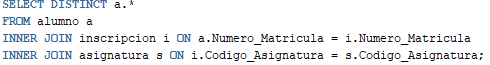 SELECT DISTINCT a.*
FROM alumno a
INNER JOIN inscripcion i ON a.Numero_Matricula = i.Numero_Matricula
INNER JOIN asignatura s ON i.Codigo_Asignatura = s.Codigo_Asignatura;